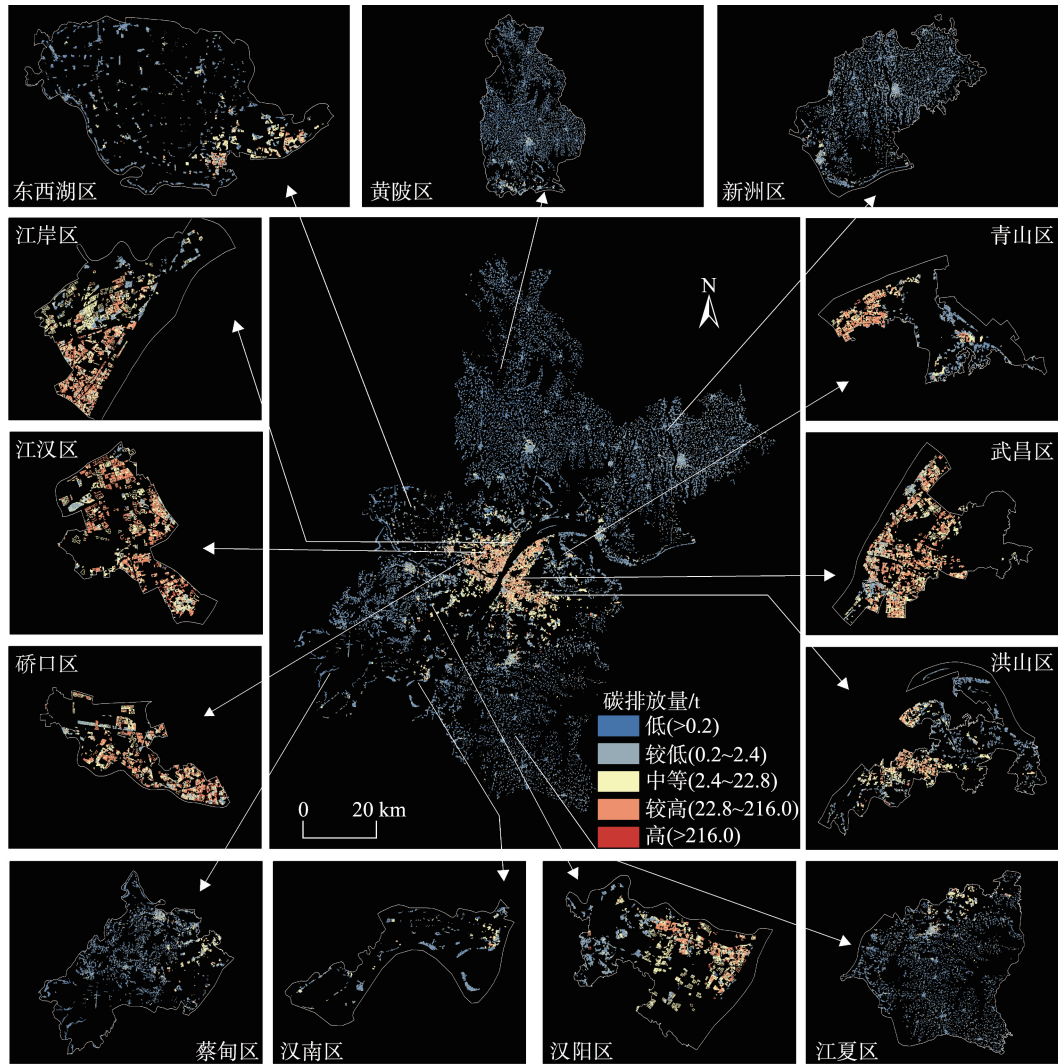 东西湖区
黄陂区
新洲区
江岸区
青山区
N
江汉区
武昌区
硚口区
洪山区
碳排放量/t
低(>0.2)
较低(0.2~2.4)
中等(2.4~22.8)
较高(22.8~216.0)
高(>216.0)
0 20 km
蔡甸区
汉南区
汉阳区
江夏区